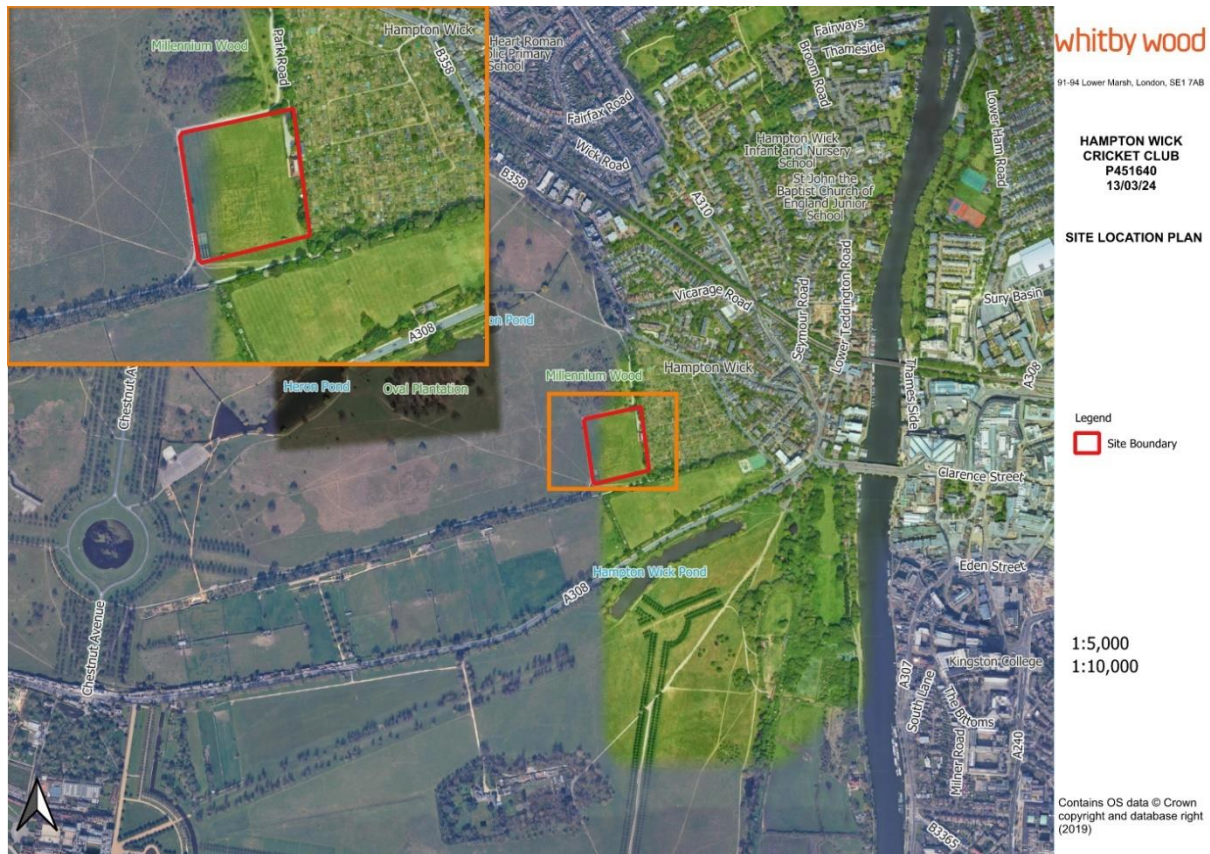 Millennium Wood
Park Road
Hampton Wick
B358
A308
Heart Roman
olic Primary
School
Fairfax Road
Wick Road
B358
Fairways
Thameside
Broom Road
Hampton Wick
Infant and Nursery
School
St John the
Baptist Church of
England Junior
School
A310
Lower Ham Road
Vicarage Road
Seymour Road
Lower Teddington Road
Sury Basin
A308
Thames Side
Hampton Wick
Millennium Wood
Pond
Heron Pond
Oval Plantation
Chestnut
Clarence Street
Eden Street
Hampton Wick Pond
A308
Chestnut Avenue
Kingston College
A307
South Lane
The Bittoms
Milner Road
A240
B3365
whitby wood
91-94 Lower Marsh, London, SE1 7AB
HAMPTON WICK
CRICKET CLUB
P451640
13/03/24
SITE LOCATION PLAN
Legend
Site Boundary
1:5,000
1:10,000
Contains OS data © Crown
copyright and database right
(2019)